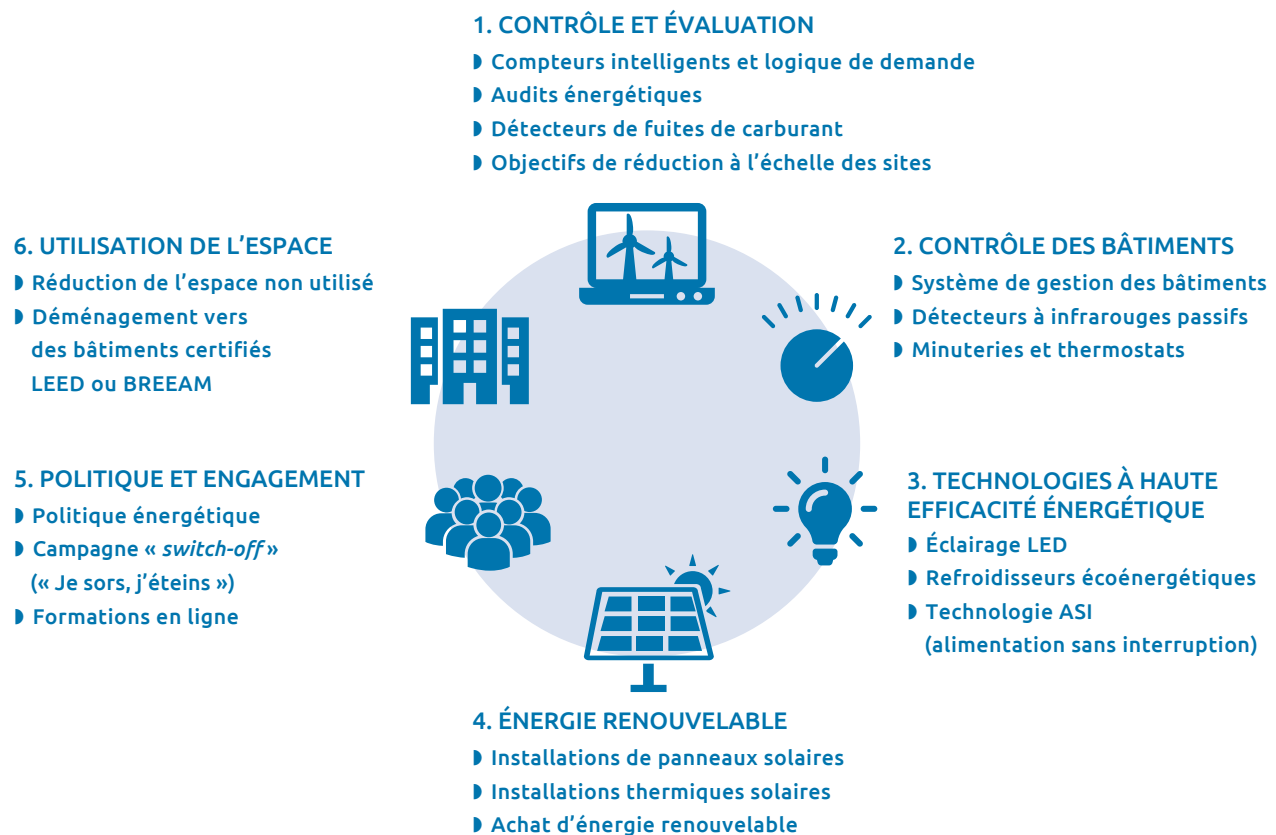 1. CONTRÔLE ET ÉVALUATION
◗ Compteurs intelligents et logique de demande
◗ Audits énergétiques
◗ Détecteurs de fuites de carburant
◗ Objectifs de réduction à l’échelle des sites
2. CONTRÔLE DES BÂTIMENTS
◗ Système de gestion des bâtiments
◗ Détecteurs à infrarouges passifs
◗ Minuteries et thermostats
3. TECHNOLOGIES À HAUTE
EFFICACITÉ ÉNERGÉTIQUE
◗ Éclairage LED
◗ Refroidisseurs écoénergétiques
◗ Technologie ASI
(alimentation sans interruption)
4. ÉNERGIE RENOUVELABLE
◗ Installations de panneaux solaires
◗ Installations thermiques solaires
◗ Achat d’énergie renouvelable
5. POLITIQUE ET ENGAGEMENT
◗ Politique énergétique
◗ Campagne « switch-off »
(« Je sors, j’éteins »)
◗ Formations en ligne
6. UTILISATION DE L’ESPACE
◗ Réduction de l’espace non utilisé
◗ Déménagement vers
des bâtiments certifiés
LEED ou BREEAM